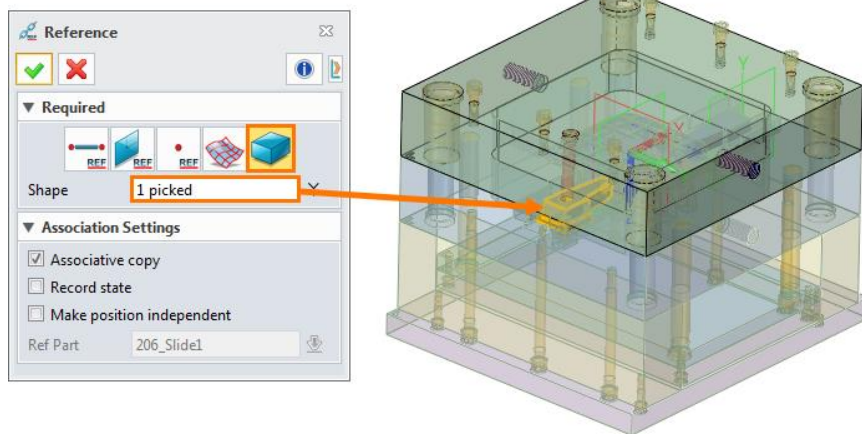 Reference
Required
REF REF REF
Shape 1 picked
Association Settings
Associative copy
Record state
Make position independent
Ref Part 206_Slide1
Y